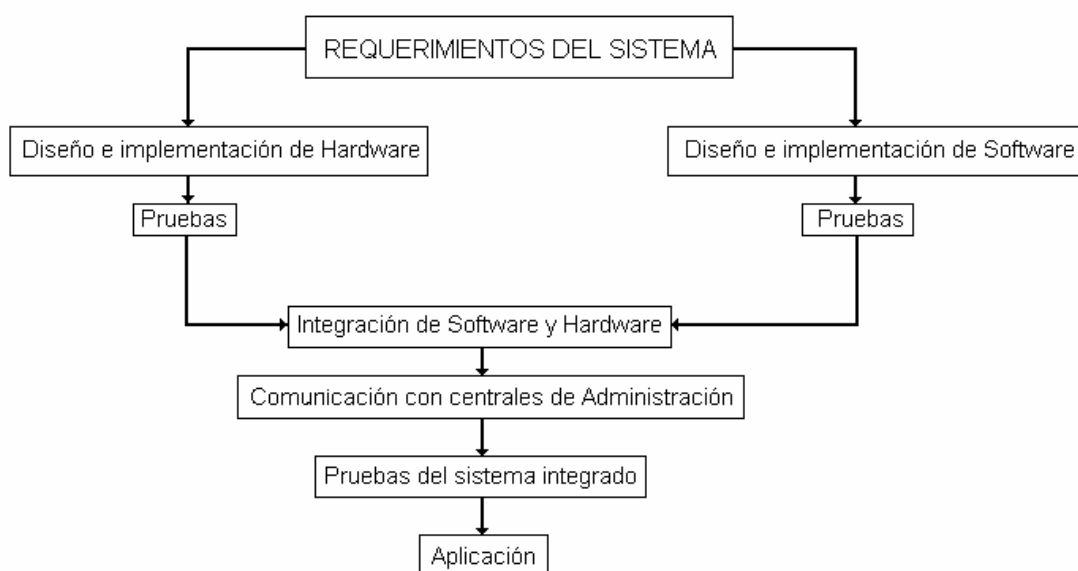 REQUERIMIENTOS DEL SISTEMA
Diseño e implementación de Hardware
Diseño e implementación de Software
Pruebas
Pruebas
Integración de Software y Hardware
Comunicación con centrales de Administración
Pruebas del sistema integrado
Aplicación